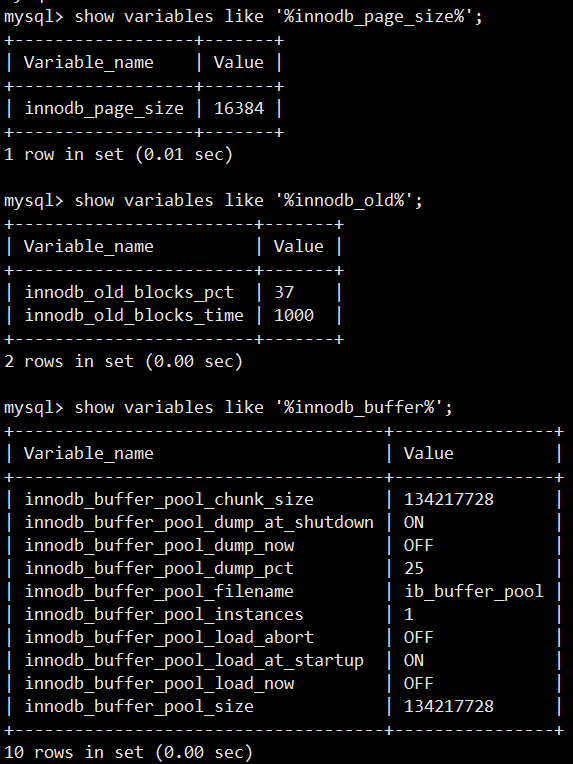 mysql> show variables like '%innodb_page_size%';
+------------------+-------+
| Variable_name    | Value |
+------------------+-------+
| innodb_page_size | 16384 |
+------------------+-------+
1 row in set (0.01 sec)

mysql> show variables like '%innodb_old%';
+------------------------+-------+
| Variable_name          | Value |
+------------------------+-------+
| innodb_old_blocks_pct  | 37    |
| innodb_old_blocks_time | 1000  |
+------------------------+-------+
2 rows in set (0.00 sec)

mysql> show variables like '%innodb_buffer%';
+-------------------------------------+----------------+
| Variable_name                       | Value          |
+-------------------------------------+----------------+
| innodb_buffer_pool_chunk_size       | 134217728      |
| innodb_buffer_pool_dump_at_shutdown | ON             |
| innodb_buffer_pool_dump_now         | OFF            |
| innodb_buffer_pool_dump_pct         | 25             |
| innodb_buffer_pool_filename         | ib_buffer_pool |
| innodb_buffer_pool_instances        | 1              |
| innodb_buffer_pool_load_abort       | OFF            |
| innodb_buffer_pool_load_at_startup  | ON             |
| innodb_buffer_pool_load_now         | OFF            |
| innodb_buffer_pool_size             | 134217728      |
+-------------------------------------+----------------+
10 rows in set (0.00 sec)